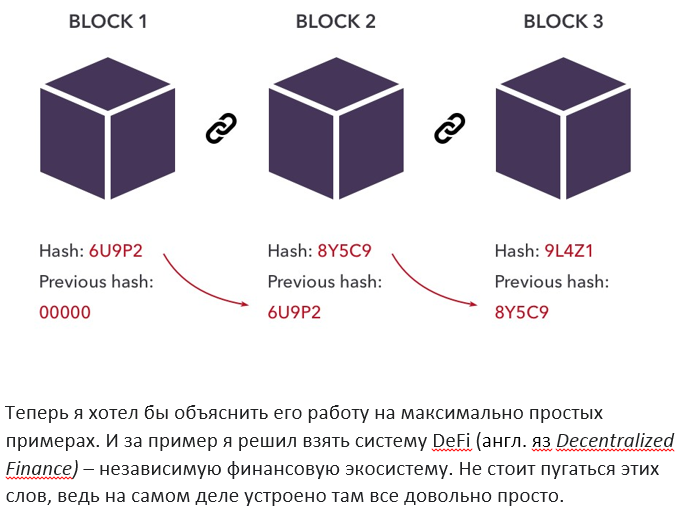 BLOCK 1 BLOCK 2 BLOCK 3
Hash: 6U9P2 Hash: 8Y5C9 Hash: 9L4Z1
Previous hash: Previous hash: Previous hash:
00000 6U9P2 8Y5C9
Теперь я хотел бы объяснить его работу на максимально простых
примерах. И за пример я решил взять систему DeFi (англ. яз Decentralized
Finance) – независимую финансовую экосистему. Не стоит пугаться этих
слов, ведь на самом деле устроено там все довольно просто.